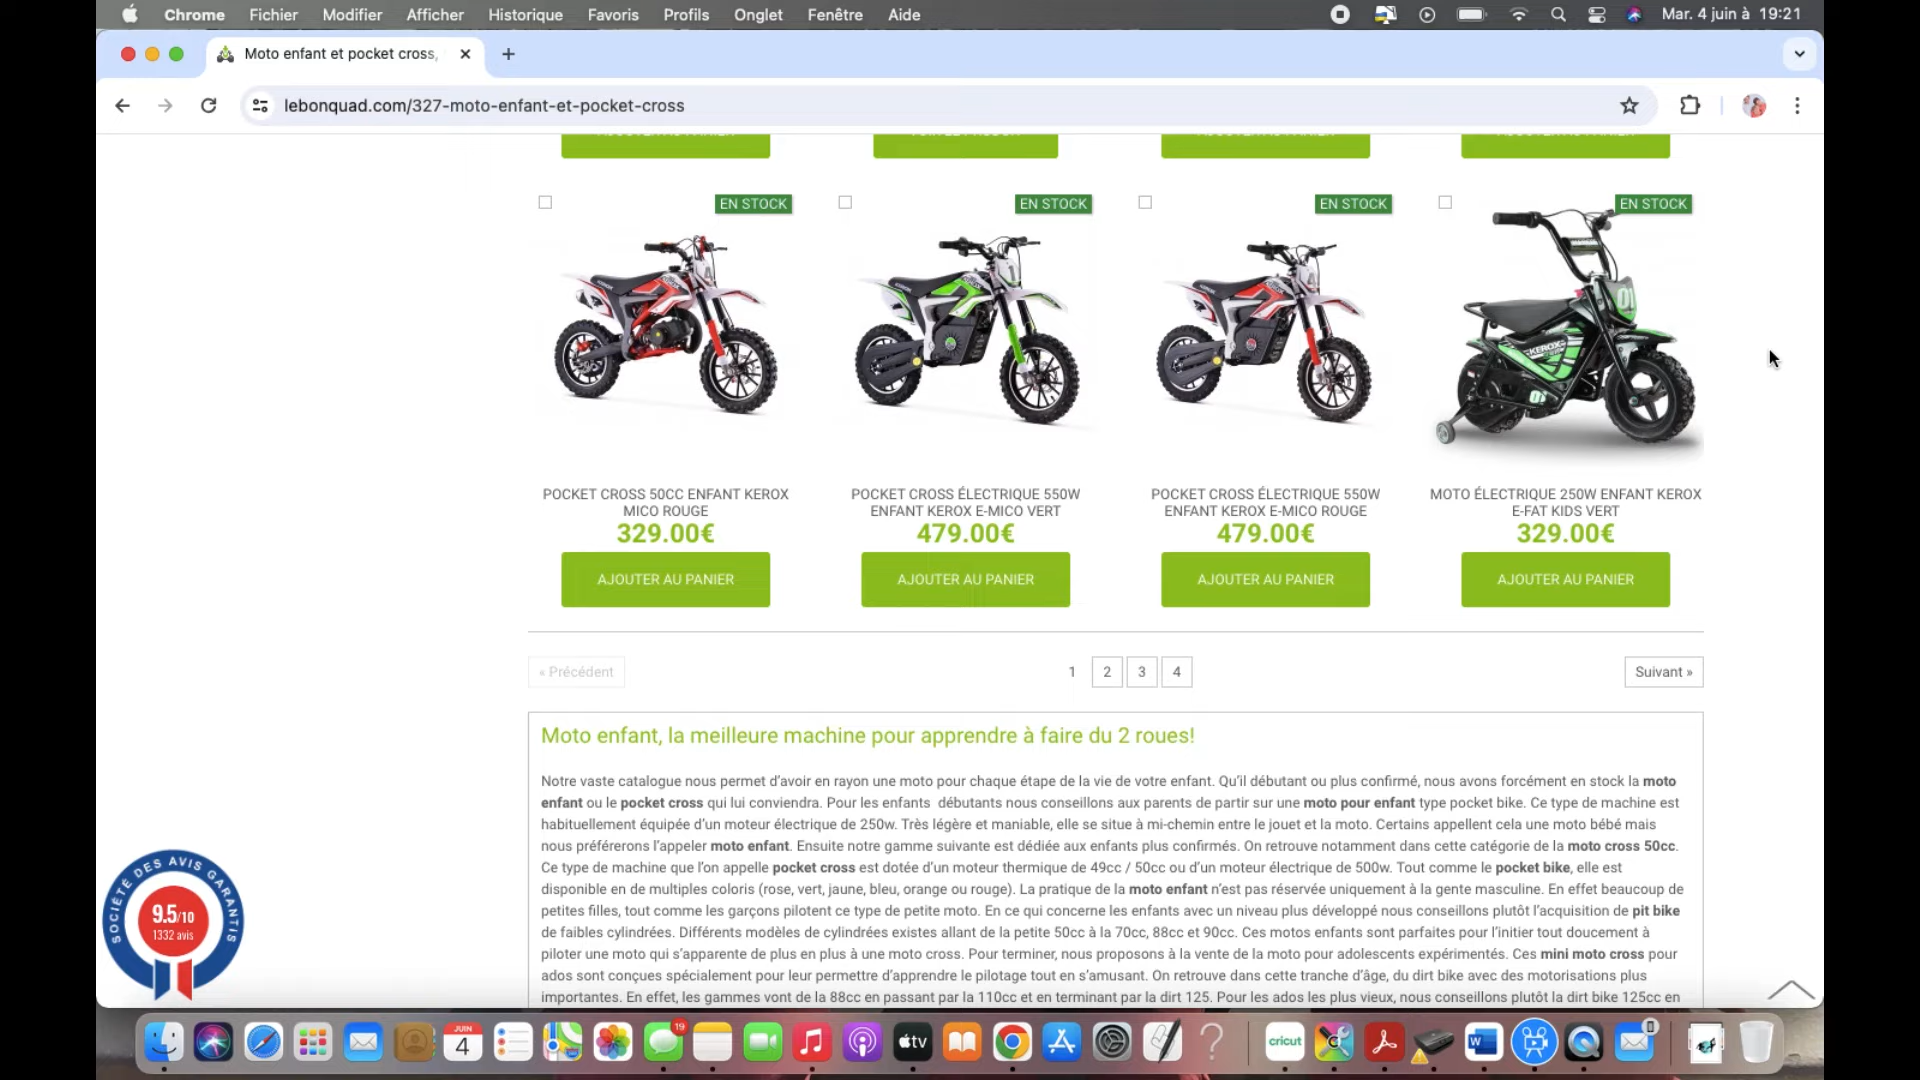 Chrome Fichier Modifier Afficher Historique Favoris Profils Onglet Fenêtre Aide Mar. 4 juin à 19:21
Moto enfant et pocket cross,
lebonquad.com/327-moto-enfant-et-pocket-cross
EN STOCK EN STOCK EN STOCK EN STOCK
POCKET CROSS 50CC ENFANT KEROX
MICO ROUGE
329.00€
AJOUTER AU PANIER
POCKET CROSS ÉLECTRIQUE 550W
ENFANT KEROX E-MICO VERT
479.00€
AJOUTER AU PANIER
POCKET CROSS ÉLECTRIQUE 550W
ENFANT KEROX E-MICO ROUGE
479.00€
AJOUTER AU PANIER
KEROX
MOTO ÉLECTRIQUE 250W ENFANT KEROX
E-FAT KIDS VERT
329.00€
AJOUTER AU PANIER
« Précédent 1 2 3 4 Suivant »
Moto enfant, la meilleure machine pour apprendre à faire du 2 roues!
Notre vaste catalogue nous permet d'avoir en rayon une moto pour chaque étape de la vie de votre enfant. Qu'il débutant ou plus confirmé, nous avons forcément en stock la moto
enfant ou le pocket cross qui lui conviendra. Pour les enfants débutants nous conseillons aux parents de partir sur une moto pour enfant type pocket bike. Ce type de machine est
habituellement équipée d'un moteur électrique de 250w. Très légère et maniable, elle se situe à mi-chemin entre le jouet et la moto. Certains appellent cela une moto bébé mais
nous préférerons l'appeler moto enfant. Ensuite notre gamme suivante est dédiée aux enfants plus confirmés. On retrouve notamment dans cette catégorie de la moto cross 50cc.
Ce type de machine que l'on appelle pocket cross est dotée d'un moteur thermique de 49cc / 50cc ou d'un moteur électrique de 500w. Tout comme le pocket bike, elle est
disponible en de multiples coloris (rose, vert, jaune, bleu, orange ou rouge). La pratique de la moto enfant n'est pas réservée uniquement à la gente masculine. En effet beaucoup de
petites filles, tout comme les garçons pilotent ce type de petite moto. En ce qui concerne les enfants avec un niveau plus développé nous conseillons plutôt l'acquisition de pit bike
de faibles cylindrées. Différents modèles de cylindrées existes allant de la petite 50cc à la 70cc, 88cc et 90cc. Ces motos enfants sont parfaites pour l'initier tout doucement à
piloter une moto qui s'apparente de plus en plus à une moto cross. Pour terminer, nous proposons à la vente de la moto pour adolescents expérimentés. Ces mini moto cross pour
ados sont conçues spécialement pour leur permettre d'apprendre le pilotage tout en s'amusant. On retrouve dans cette tranche d'âge, du dirt bike avec des motorisations plus
importantes. En effet, les gammes vont de la 88cc en passant par la 110cc et en terminant par la dirt 125. Pour les ados les plus vieux, nous conseillons plutôt la dirt bike 125cc en
SOCIÉTÉ DES AVIS GARANTIS
9.5/10
1332 avis
JUIN
4
19
tv
cricut
W